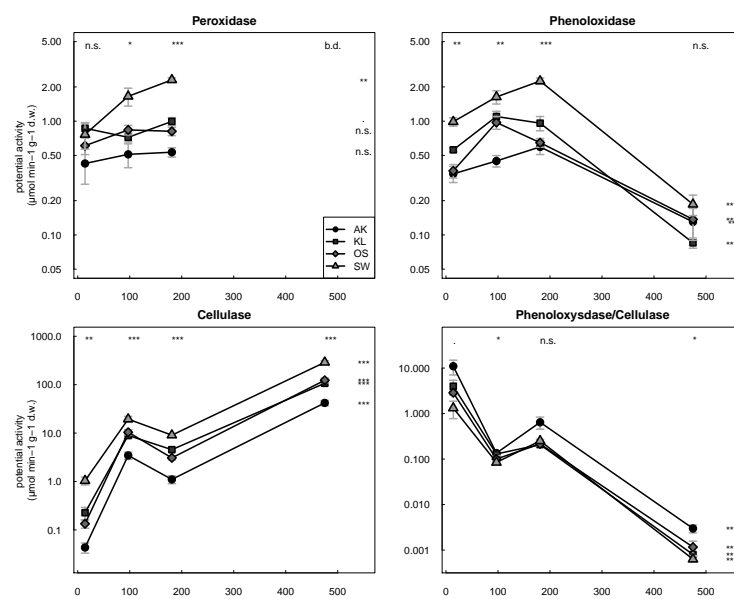 Peroxidase
Phenoloxidase
n.s. * *** b.d.
** ** *** n.s.
5.00 2.00 1.00 0.50 0.20 0.10 0.05
5.00 2.00 1.00 0.50 0.20 0.10 0.05
**
.
n.s.
n.s.
potential activity
(µmol min−1 g−1 d.w.)
AK
KL
OS
SW
**
**
**
**
0 100 200 300 400 500
0 100 200 300 400 500
Cellulase
Phenoloxysdase/Cellulase
** *** *** ***
. * n.s. *
1000.0 100.0 10.0 1.0 0.1
10.000 1.000 0.100 0.010 0.001
***
***
***
***
potential activity
(µmol min−1 g−1 d.w.)
**
**
**
**
0 100 200 300 400 500
0 100 200 300 400 500